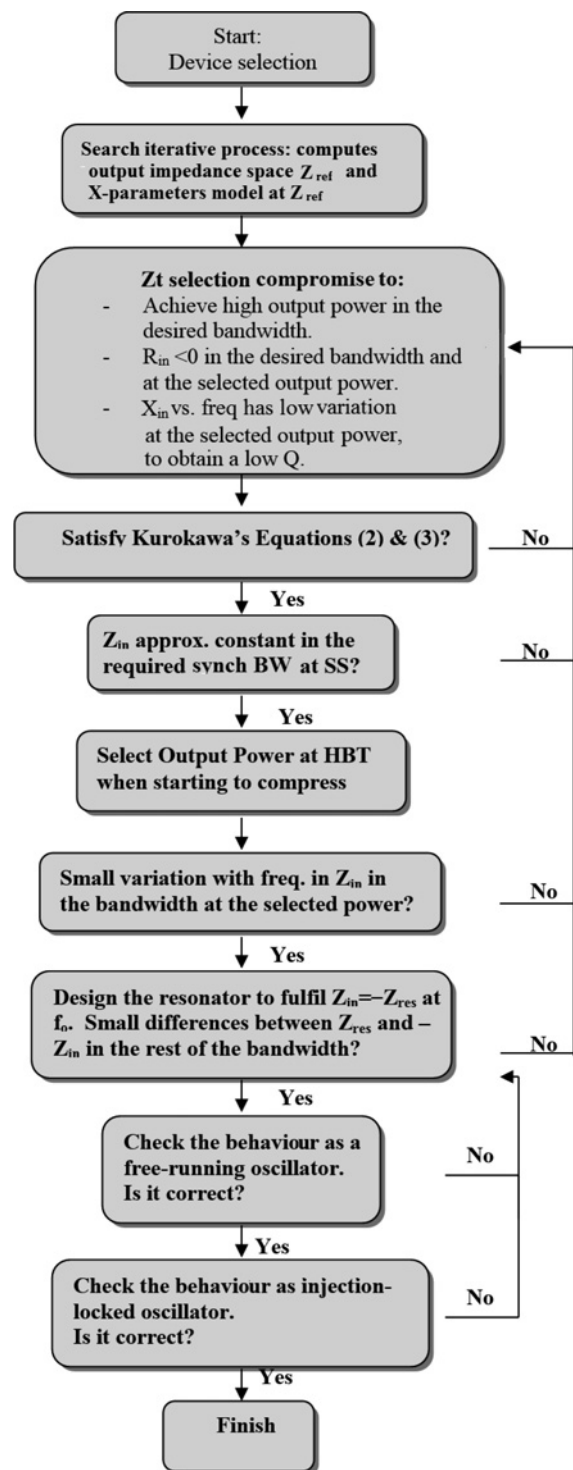 Start:
Device selection
Search iterative process: computes
output impedance space Zref and
X-parameters model at Zref
Zt selection compromise to:
- Achieve high output power in the
desired bandwidth.
- Rin <0 in the desired bandwidth and
at the selected output power.
- Xin vs. freq has low variation
at the selected output power,
to obtain a low Q.
Satisfy Kurokawa's Equations (2) & (3)?
No
Yes
Zin approx. constant in the
required synch BW at SS?
No
Yes
Select Output Power at HBT
when starting to compress
Small variation with freq. in Zin in
the bandwidth at the selected power?
No
Yes
Design the resonator to fulfil Zin=−Zres at
fo. Small differences between Zres and –
Zin in the rest of the bandwidth?
No
Yes
Check the behaviour as a
free-running oscillator.
Is it correct?
No
Yes
Check the behaviour as injection-
locked oscillator.
Is it correct?
No
Yes
Finish